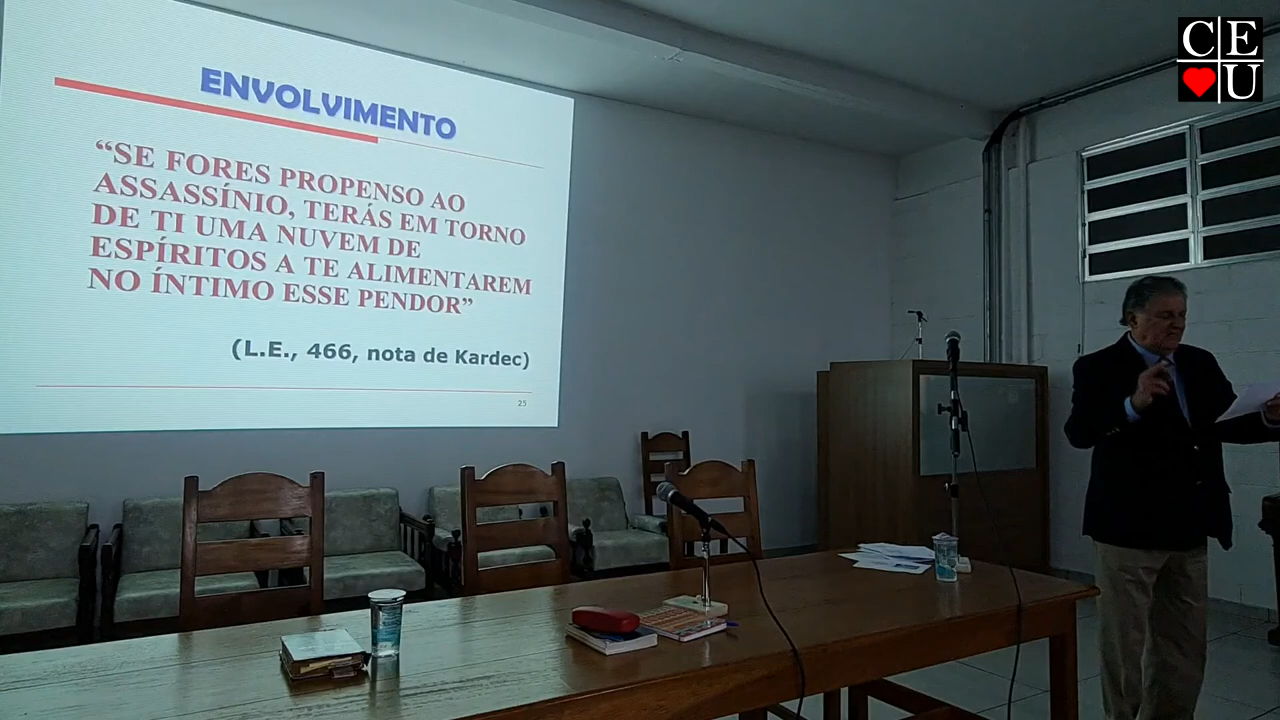 ENVOLVIMENTO
“SE FORES PROPENSO AO
ASSASSÍNIO, TERÁS EM TORNO
DE TI UMA NUVEM DE
ESPÍRITOS A TE ALIMENTAREM
NO ÍNTIMO ESSE PENDOR”
(L.E., 466, nota de Kardec)
25
CE
U